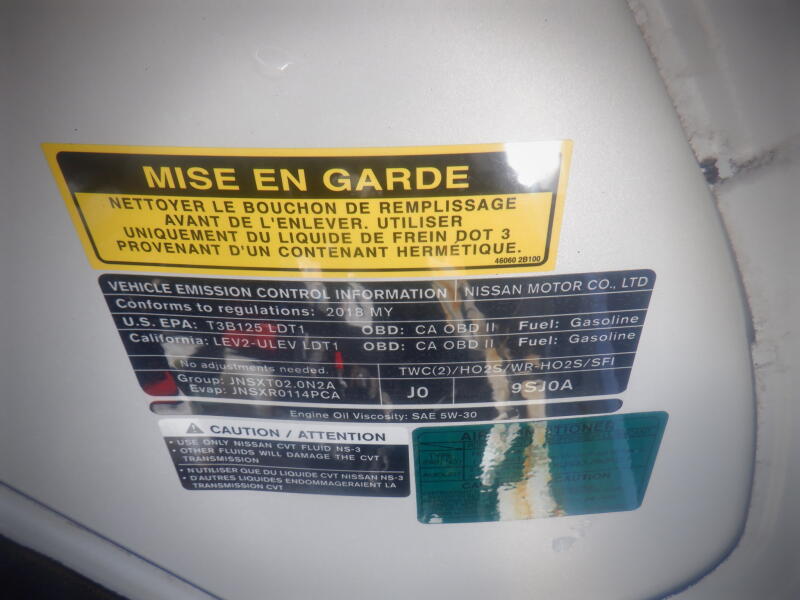 MISE EN GARDE
NETTOYER LE BOUCHON DE REMPLISSAGE
AVANT DE L'ENLEVER. UTILISER
UNIQUEMENT DU LIQUIDE DE FREIN DOT 3
PROVENANT D'UN CONTENANT HERMÉTIQUE.
46060 2B100
VEHICLE EMISSION CONTROL INFORMATION NISSAN MOTOR CO., LTD
Conforms to regulations: 2018 MY
U.S. EPA: T3B125 LDT1 OBD: CA OBD II Fuel: Gasoline
California: LEV2-ULEV LDT1 OBD: CA OBD II Fuel: Gasoline
No adjustments needed. TWC(2)/HO2S/WR-HO2S/SFI
Group: JNSXT02.0N2A
Evap: JNSXR0114PCA
J0 9SJ0A
Engine Oil Viscosity: SAE 5W-30
CAUTION / ATTENTION
• USE ONLY NISSAN CVT FLUID NS-3
• OTHER FLUIDS WILL DAMAGE THE CVT
TRANSMISSION
• N'UTILISER QUE DU LIQUIDE CVT NISSAN NS-3
• D'AUTRES LIQUIDES ENDOMMAGERAIENT LA
TRANSMISSION CVT
AIR CONDITIONER
CAUTION